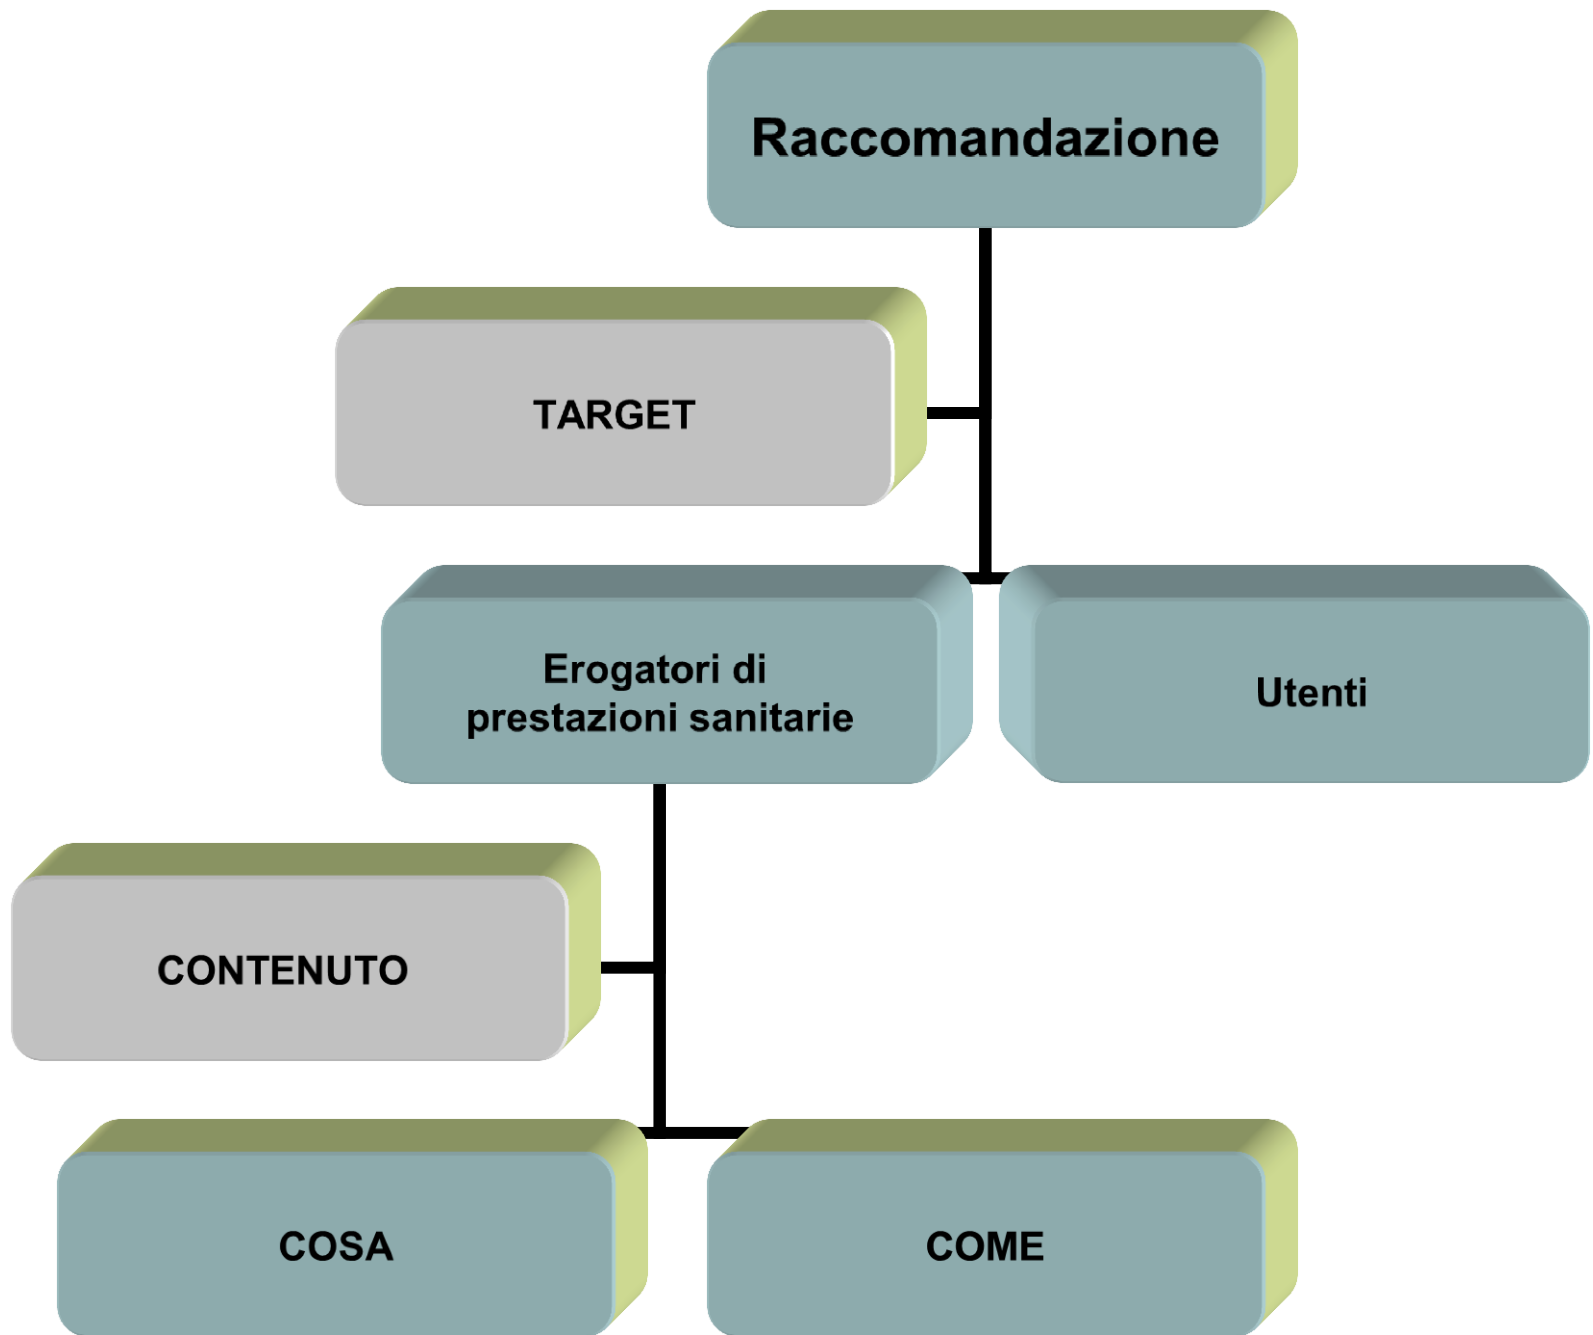 Raccomandazione
TARGET
Erogatori di
prestazioni sanitarie
Utenti
CONTENUTO
COSA
COME